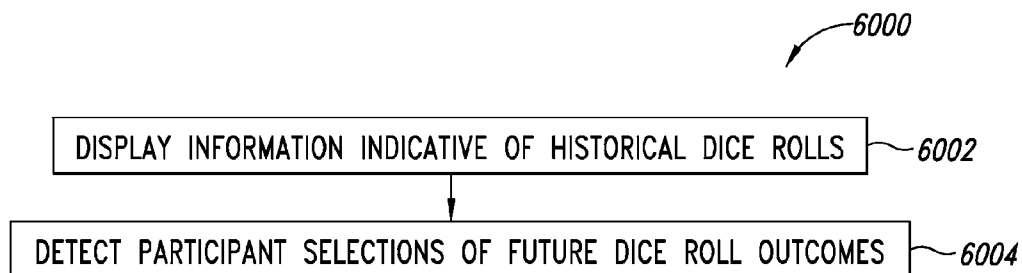 6000
DISPLAY INFORMATION INDICATIVE OF HISTORICAL DICE ROLLS 6002
DETECT PARTICIPANT SELECTIONS OF FUTURE DICE ROLL OUTCOMES 6004